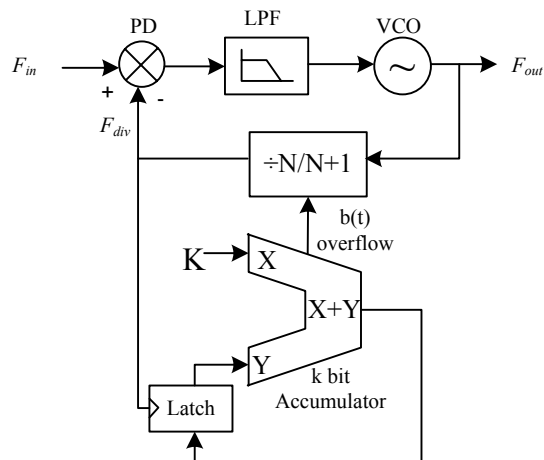 LPF
PD
VCO
F_in
F_out
+
-
F_div
÷N/N+1
b(t)
overflow
K
X
X+Y
Y
k bit
Accumulator
Latch
~